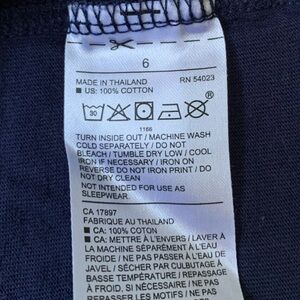 6
MADE IN THAILAND RN 54023
■ US: 100% COTTON
30
1166
TURN INSIDE OUT / MACHINE WASH
COLD SEPARATELY / DO NOT
BLEACH / TUMBLE DRY LOW / COOL
IRON IF NECESSARY / IRON ON
REVERSE DO NOT IRON PRINT / DO
NOT DRY CLEAN
NOT INTENDED FOR USE AS
SLEEPWEAR.
CA 17897
FABRIQUE AU THAILAND
■ CA: 100% COTON
■ CA: METTRE À L'ENVERS / LAVER À
LA MACHINE SÉPARÉMENT À L'EAU
FROIDE / NE PAS PASSER À L'EAU DE
JAVEL / SÉCHER PAR CULBUTAGE À
BASSE TEMPÉRATURE / REPASSAGE
À FROID, SI NÉCESSAIRE / REPASSER
LES MOTIFS / NE PAS